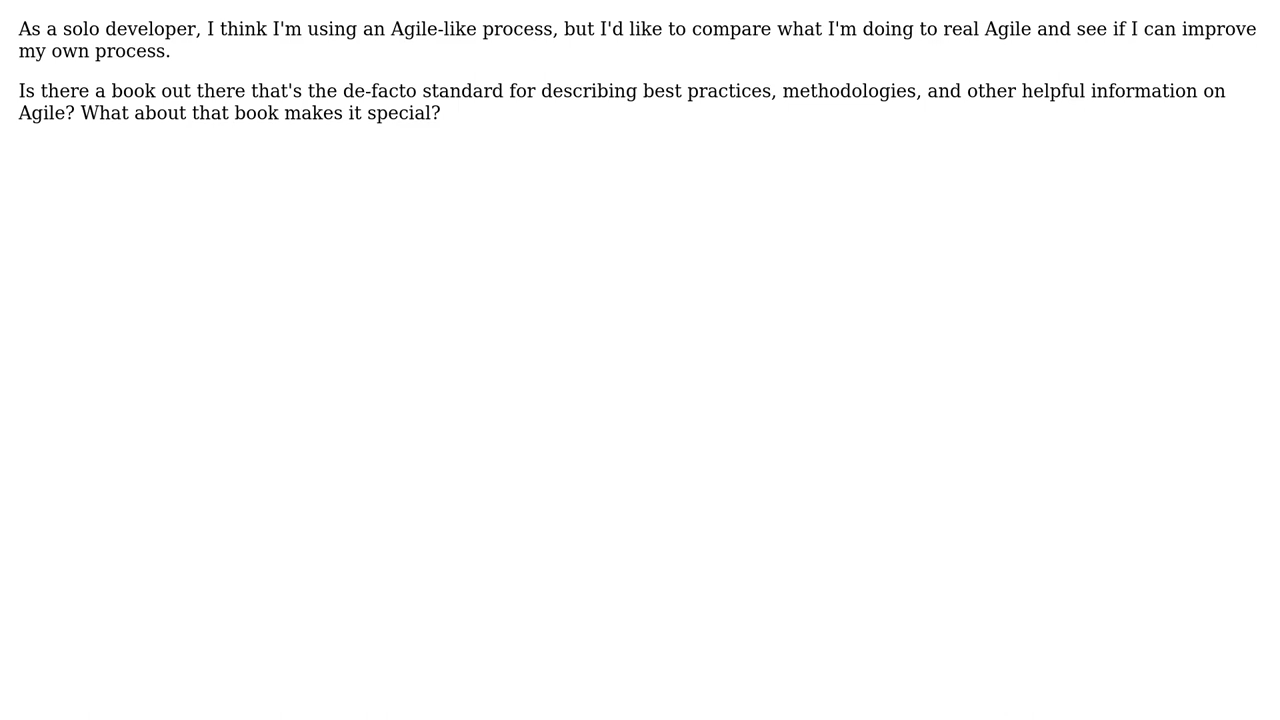 As a solo developer, I think I'm using an Agile-like process, but I'd like to compare what I'm doing to real Agile and see if I can improve
my own process.
Is there a book out there that's the de-facto standard for describing best practices, methodologies, and other helpful information on
Agile? What about that book makes it special?